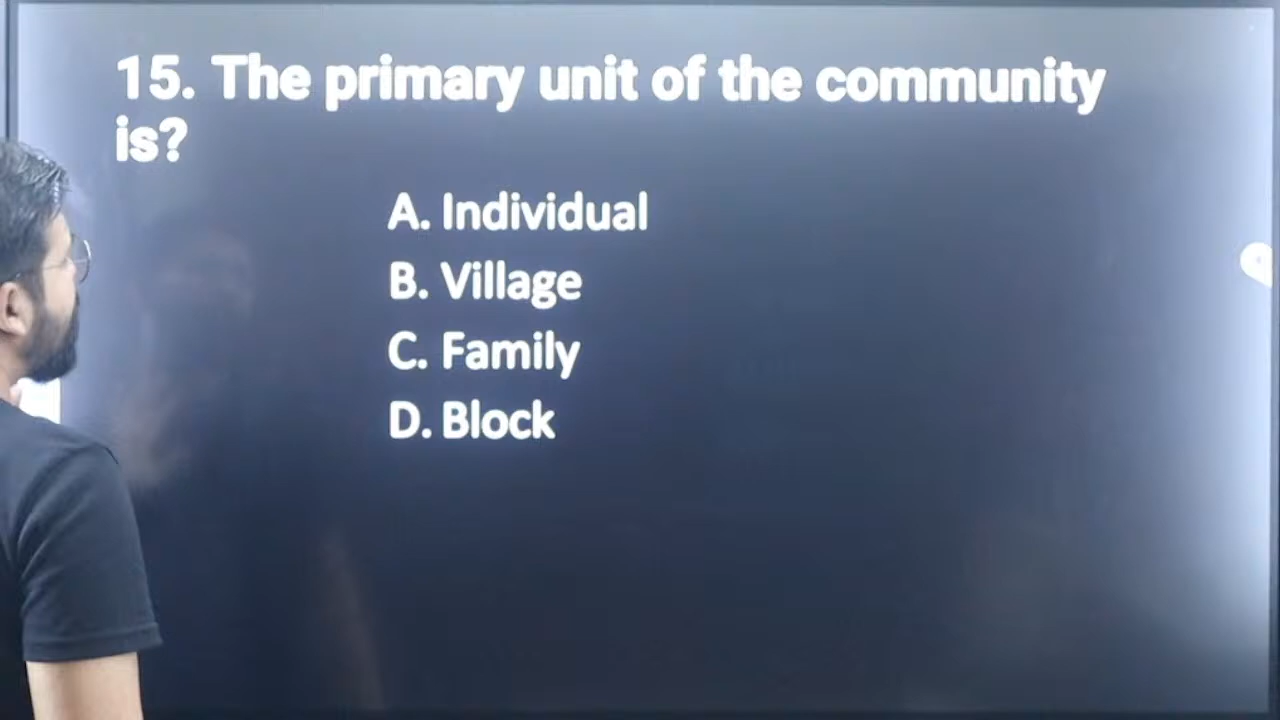 15. The primary unit of the community
is?
A. Individual
B. Village
C. Family
D. Block